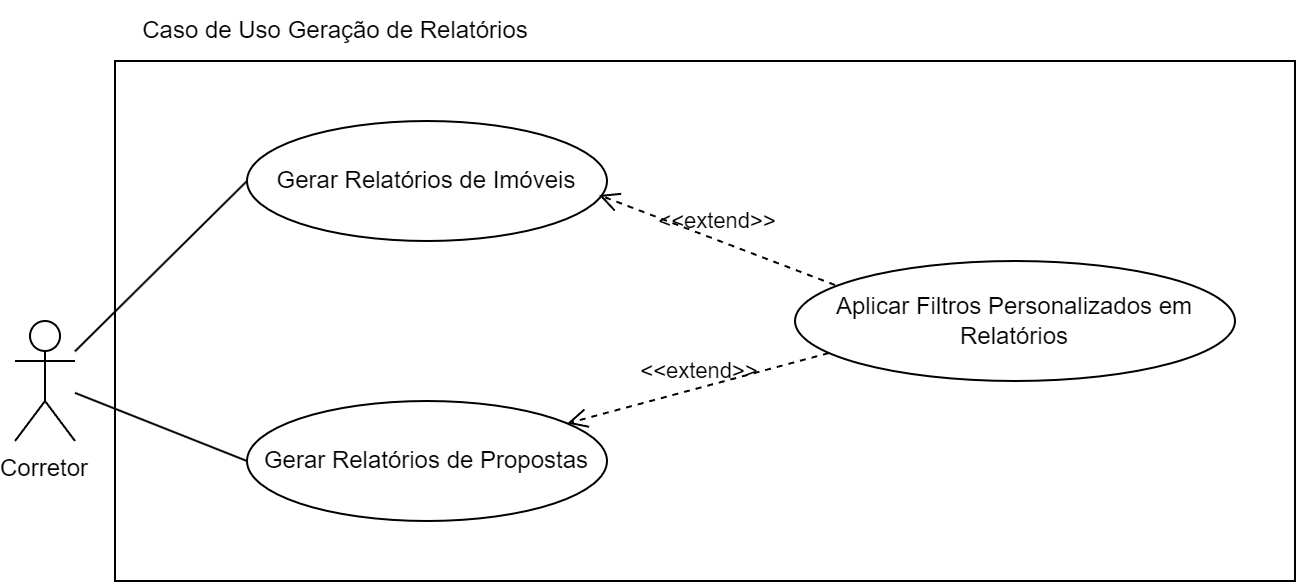 Caso de Uso Geração de Relatórios
Gerar Relatórios de Imóveis
<<extend>>
Aplicar Filtros Personalizados em
Relatórios
<<extend>>
Gerar Relatórios de Propostas
Corretor